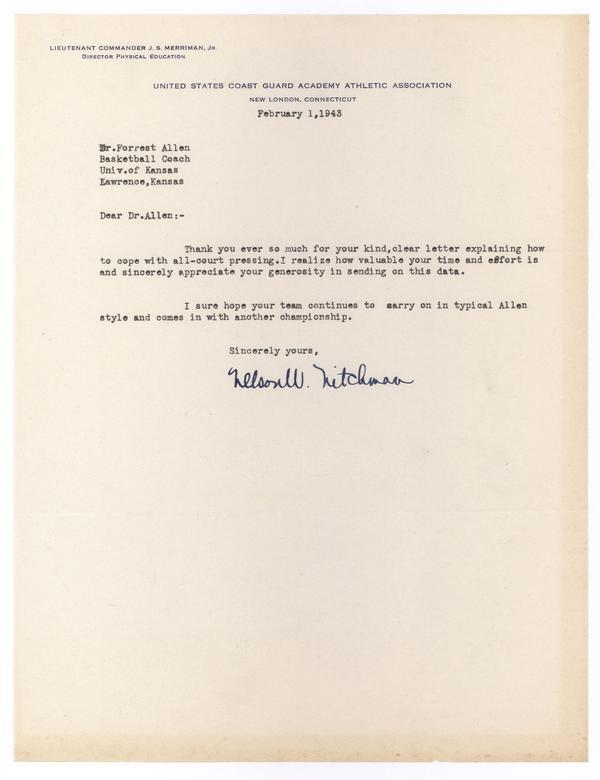 LIEUTENANT COMMANDER J. S. MERRIMAN, JR
DIRECTOR PHYSICAL EDUCATION
UNITED STATES COAST GUARD ACADEMY ATHLETIC ASSOCIATION
NEW LONDON, CONNECTICUT
February 1,1943
Mr.Forrest Allen
Basketball Coach
Univ.of Kansas
Lawrence,Kansas
Dear Dr.Allen:-
Thank you ever so much for your kind,clear letter explaining how
to cope with all-court pressing.I realize how valuable your time and effort is
and sincerely appreciate your generosity in sending on this data.
I sure hope your team continues to carry on in typical Allen
style and comes in with another championship.
Sincerely yours,
Nelson W. Nitchman